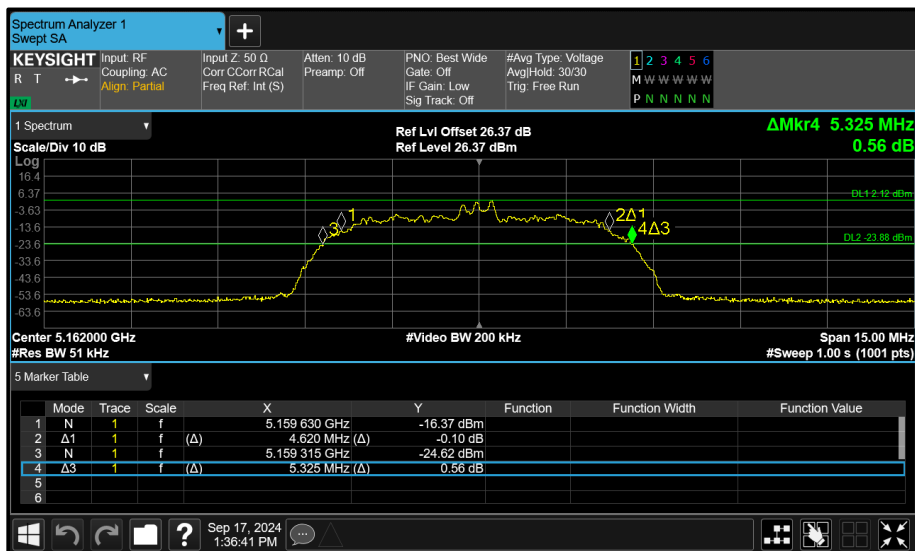 Spectrum Analyzer 1
Swept SA
+
KEYSIGHT
R T
LXI
Input: RF
Coupling: AC
Align: Partial
Input Z: 50 Ω
Corr CCorr RCal
Freq Ref: Int (S)
Atten: 10 dB
Preamp: Off
PNO: Best Wide
Gate: Off
IF Gain: Low
Sig Track: Off
#Avg Type: Voltage
Avg|Hold: 30/30
Trig: Free Run
1 2 3 4 5 6
M W W W W W
P N N N N N
1 Spectrum
Scale/Div 10 dB
Ref Lvl Offset 26.37 dB
Ref Level 26.37 dBm
ΔMkr4 5.325 MHz
0.56 dB
Log
16.4
6.37
-3.63
-13.6
-23.6
-33.6
-43.6
-53.6
-63.6
DL1 2.12 dBm
DL2 -23.88 dBm
1
3
2Δ1
4Δ3
Center 5.162000 GHz
#Video BW 200 kHz
Span 15.00 MHz
#Res BW 51 kHz
#Sweep 1.00 s (1001 pts)
5 Marker Table
Mode Trace Scale X Y Function Function Width Function Value
1 N 1 f 5.159 630 GHz -16.37 dBm
2 Δ1 1 f (Δ) 4.620 MHz (Δ) -0.10 dB
3 N 1 f 5.159 315 GHz -24.62 dBm
4 Δ3 1 f (Δ) 5.325 MHz (Δ) 0.56 dB
5
6
?
Sep 17, 2024
1:36:41 PM